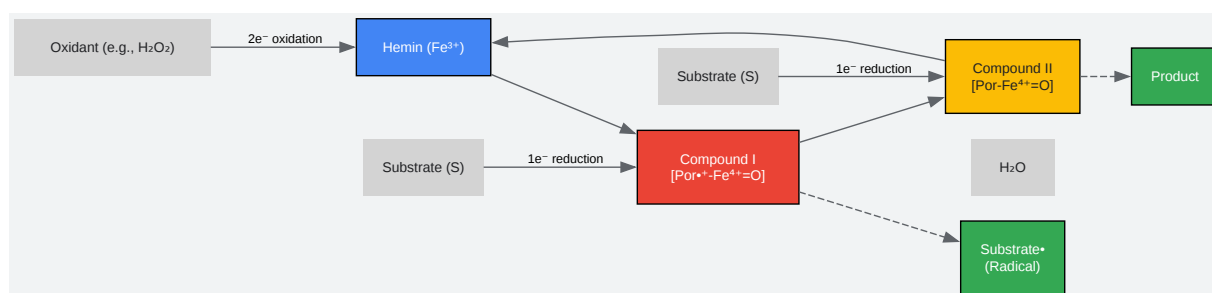 Oxidant (e.g., H₂O₂)
2e⁻ oxidation
Hemin (Fe³⁺)
Substrate (S)
1e⁻ reduction
Compound II
[Por-Fe⁴⁺=O]
Product
Substrate (S)
1e⁻ reduction
Compound I
[Por•⁺-Fe⁴⁺=O]
H₂O
Substrate•
(Radical)